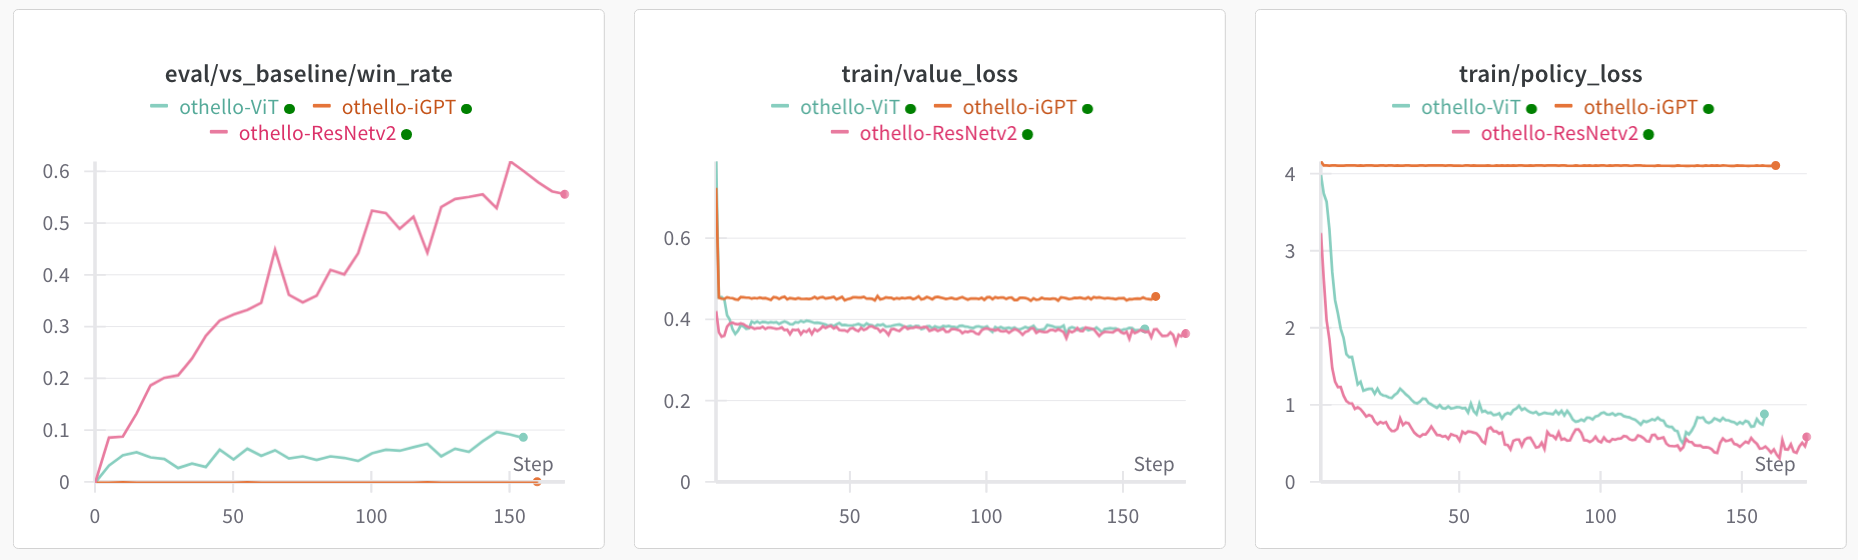 eval/vs_baseline/win_rate
othello-ViT othello-iGPT
othello-ResNetv2
0.6
0.5
0.4
0.3
0.2
0.1
0
Step
0 50 100 150
train/value_loss
othello-ViT othello-iGPT
othello-ResNetv2
0.6
0.4
0.2
0
Step
50 100 150
train/policy_loss
othello-ViT othello-iGPT
othello-ResNetv2
4
3
2
1
0
Step
50 100 150